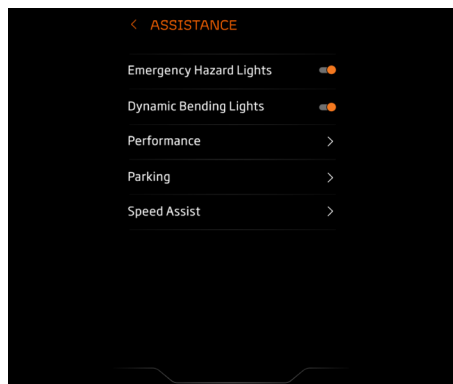 ASSISTANCE
Emergency Hazard Lights
Dynamic Bending Lights
Performance
Parking
Speed Assist